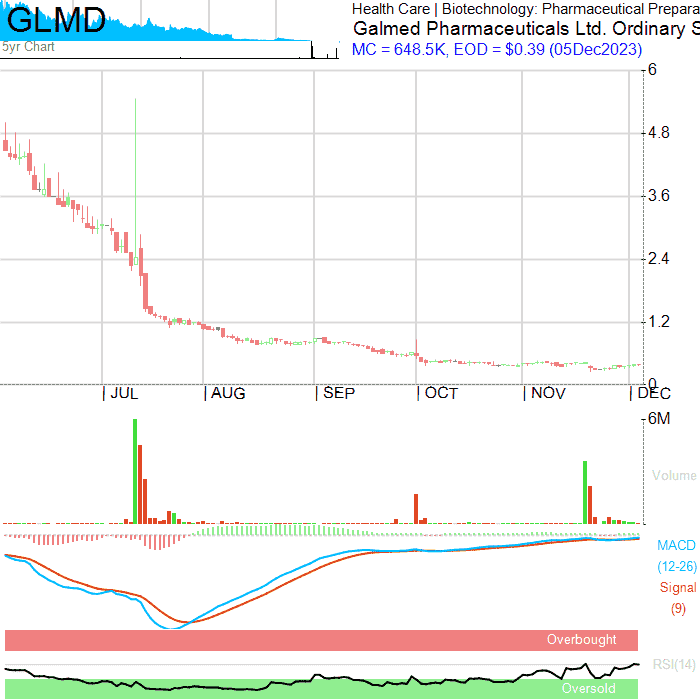 GLMD
5yr Chart
Health Care | Biotechnology: Pharmaceutical Prepara
Galmed Pharmaceuticals Ltd. Ordinary S
MC = 648.5K, EOD = $0.39 (05Dec2023)
6
4.8
3.6
2.4
1.2
0
JUL AUG SEP OCT NOV DEC
6M
Volume
MACD
(12-26)
Signal
(9)
Overbought
RSI(14)
Oversold